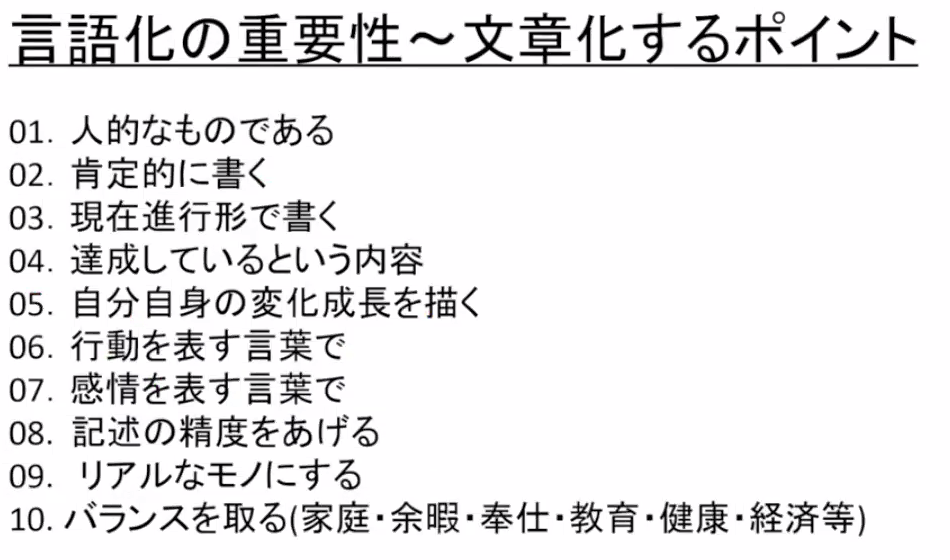 言語化の重要性～文章化するポイント
01. 人的なものである
02. 肯定的に書く
03. 現在進行形で書く
04. 達成しているという内容
05. 自分自身の変化成長を描く
06. 行動を表す言葉で
07. 感情を表す言葉で
08. 記述の精度をあげる
09. リアルなモノにする
10. バランスを取る(家庭・余暇・奉仕・教育・健康・経済等)